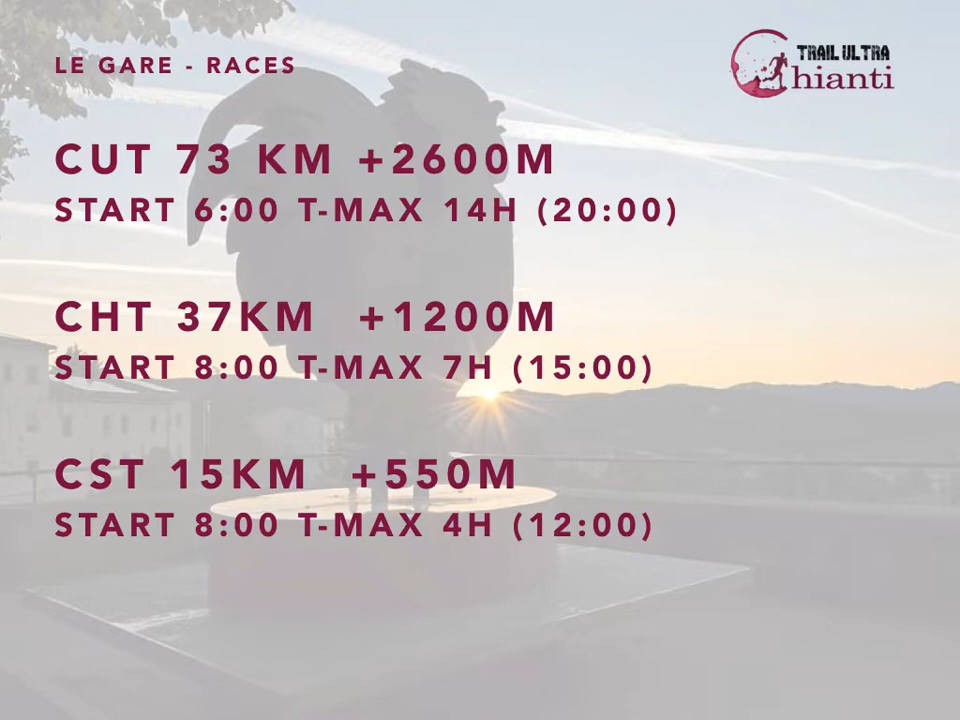 LE GARE - RACES
TRAIL ULTRA
Chianti
CUT 73 KM +2600M
START 6:00 T-MAX 14H (20:00)
CHT 37KM +1200M
START 8:00 T-MAX 7H (15:00)
CST 15KM +550M
START 8:00 T-MAX 4H (12:00)